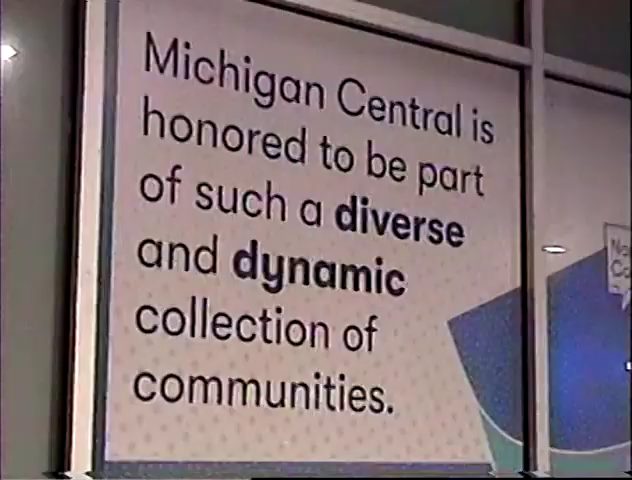 Michigan Central is
honored to be part
of such a diverse
and dynamic
collection of
communities.